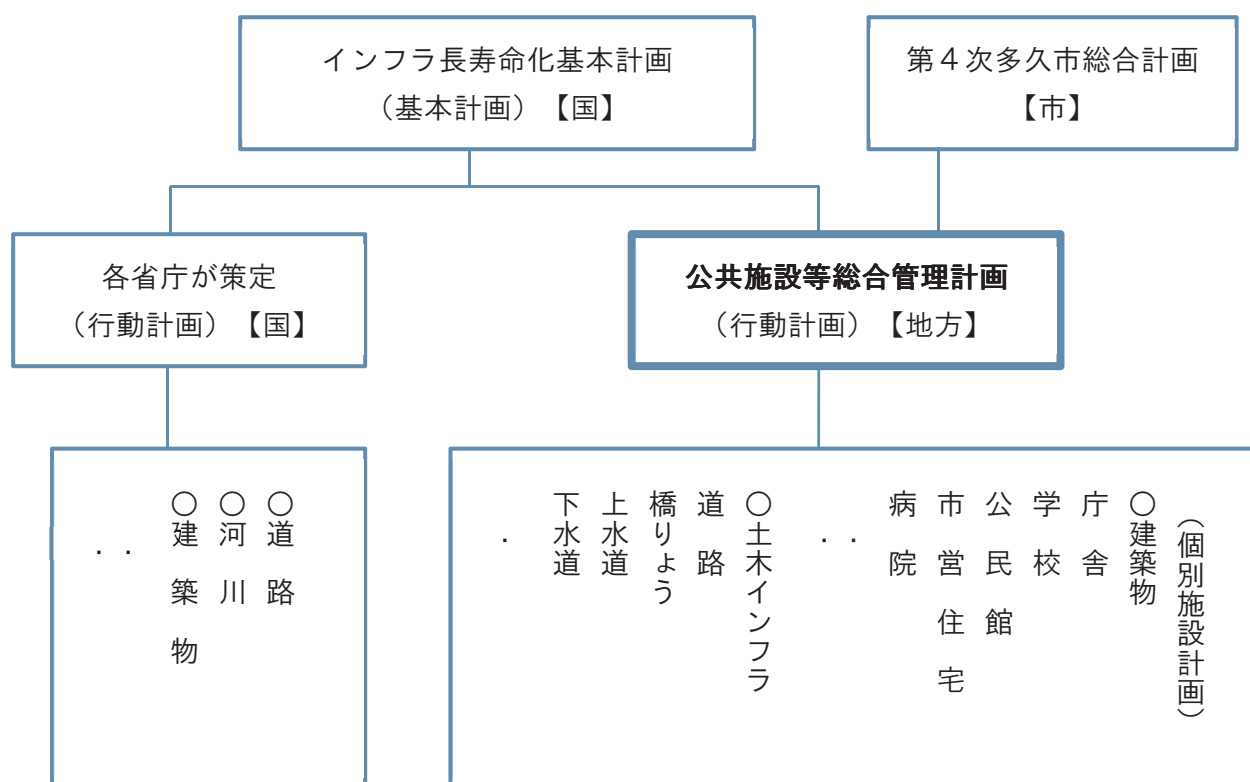 インフラ長寿命化基本計画
（基本計画）【国】
第４次多久市総合計画
【市】
各省庁が策定
（行動計画）【国】
公共施設等総合管理計画
（行動計画）【地方】
○道路
○河川
○建築物
．．
（個別施設計画）
○建築物
庁舎
学校
公民館
市営住宅
病院
．．
○土木インフラ
道路
橋りょう
上水道
下水道
．